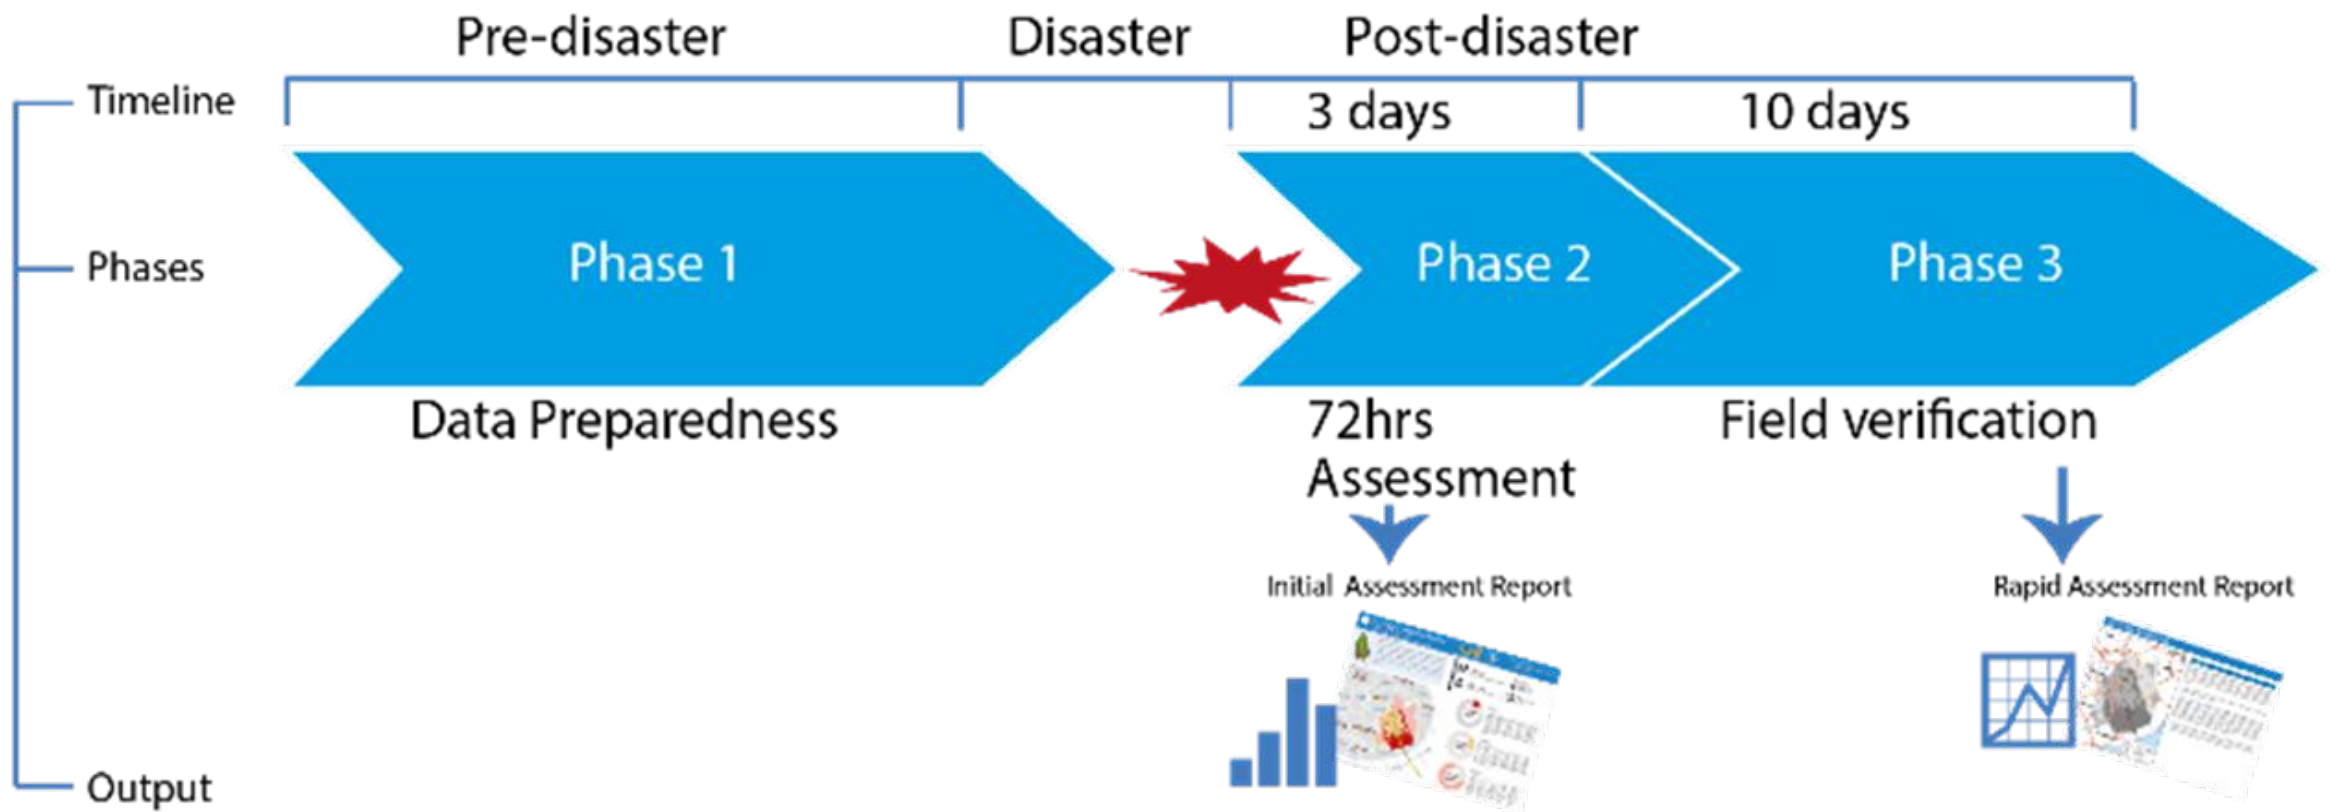 Pre-disaster Disaster Post-disaster
Timeline 3 days 10 days
Phases Phase 1 Phase 2 Phase 3
Data Preparedness 72hrs Field verification
Assessment
Initial Assessment Report Rapid Assessment Report
Output